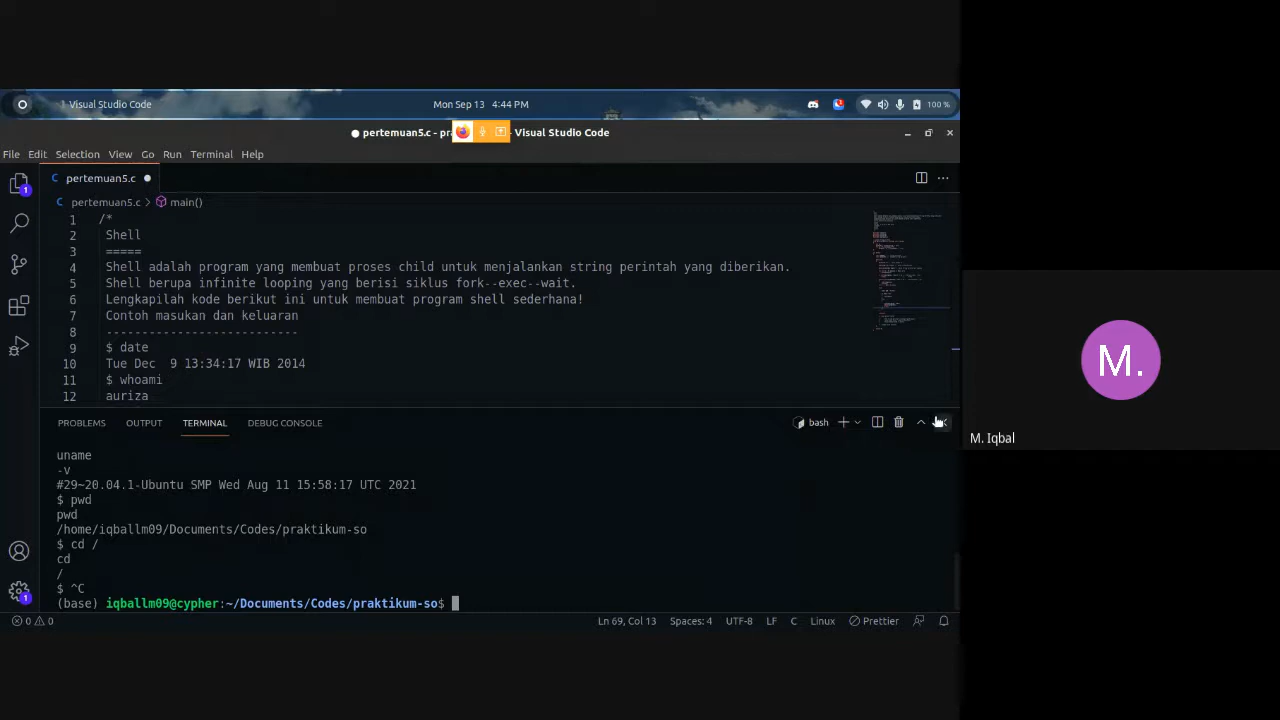 Visual Studio Code
Mon Sep 13 4:44 PM
100 %
pertemuan5.c - pr
- Visual Studio Code
File Edit Selection View Go Run Terminal Help
C pertemuan5.c
C pertemuan5.c > main()
1 /*
2 Shell
3 =====
4 Shell adalah program yang membuat proses child untuk menjalankan string perintah yang diberikan.
5 Shell berupa infinite looping yang berisi siklus fork--exec--wait.
6 Lengkapilah kode berikut ini untuk membuat program shell sederhana!
7 Contoh masukan dan keluaran
8 ---------------------------
9 $ date
10 Tue Dec  9 13:34:17 WIB 2014
11 $ whoami
12 auriza
PROBLEMS OUTPUT TERMINAL DEBUG CONSOLE
bash
uname
-v
#29~20.04.1-Ubuntu SMP Wed Aug 11 15:58:17 UTC 2021
$ pwd
pwd
/home/iqballm09/Documents/Codes/praktikum-so
$ cd /
cd
/
$ ^C
(base) iqballm09@cypher:~/Documents/Codes/praktikum-so$
0 0
Ln 69, Col 13 Spaces: 4 UTF-8 LF C Linux Prettier
1
1
M.
M. Iqbal